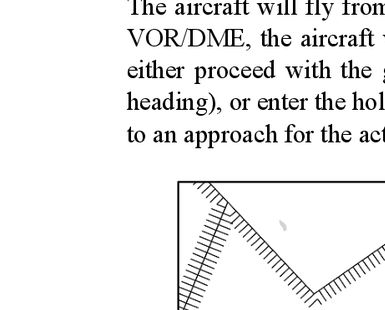 The aircraft will fly from
VOR/DME, the aircraft
either proceed with the
heading), or enter the hol
to an approach for the act